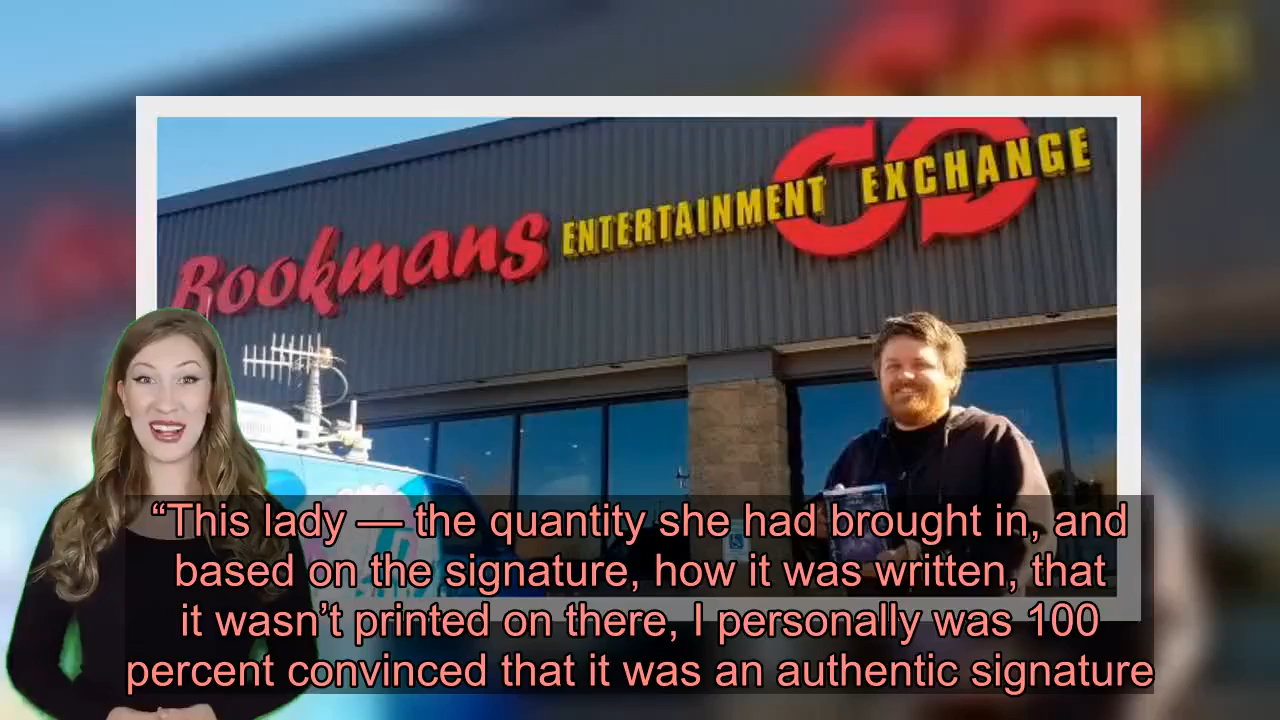 Bookmans ENTERTAINMENT EXCHANGE
“This lady — the quantity she had brought in, and
based on the signature, how it was written, that
it wasn’t printed on there, I personally was 100
percent convinced that it was an authentic signature